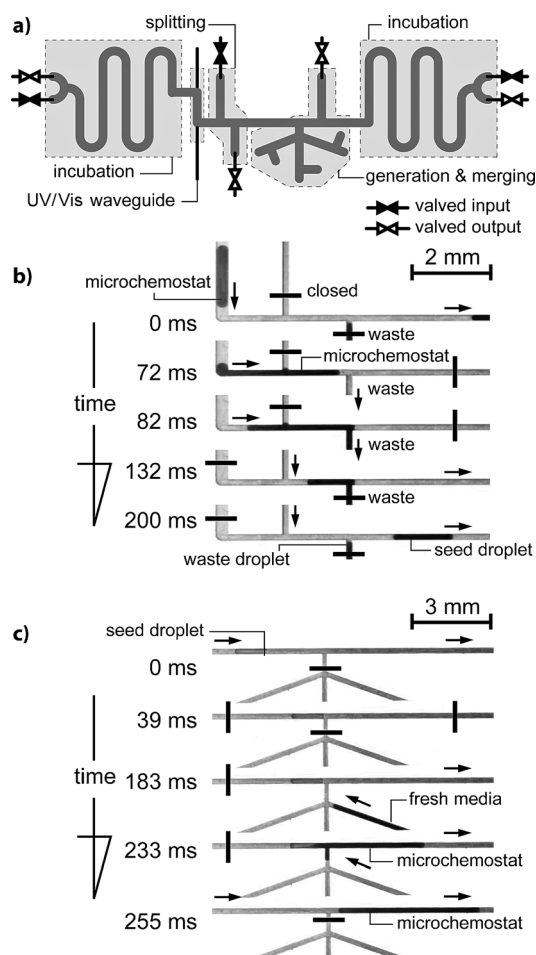 a)
splitting
incubation
incubation
generation & merging
UV/Vis waveguide
valved input
valved output
2 mm
b)
microchemostat
closed
0 ms
waste
72 ms
microchemostat
waste
time
82 ms
waste
132 ms
waste
200 ms
waste droplet
seed droplet
c)
3 mm
seed droplet
0 ms
39 ms
time
183 ms
fresh media
233 ms
microchemostat
255 ms
microchemostat